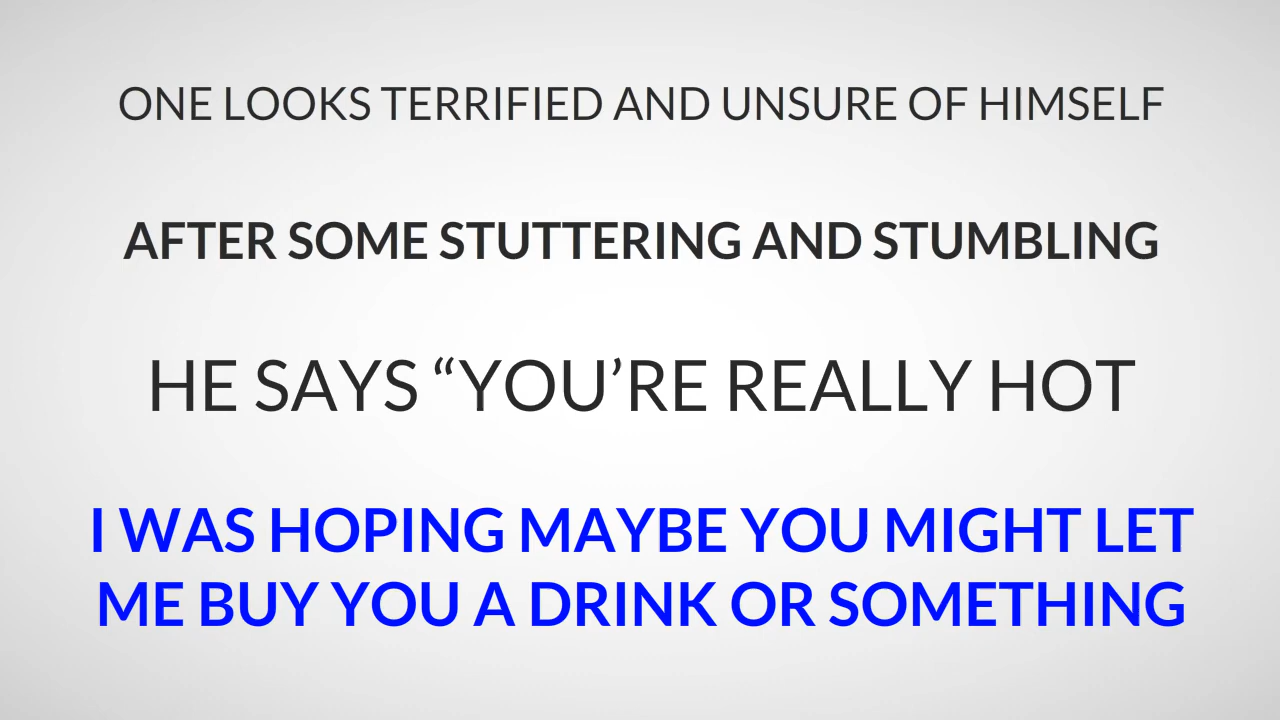 ONE LOOKS TERRIFIED AND UNSURE OF HIMSELF
AFTER SOME STUTTERING AND STUMBLING
HE SAYS “YOU’RE REALLY HOT
I WAS HOPING MAYBE YOU MIGHT LET
ME BUY YOU A DRINK OR SOMETHING